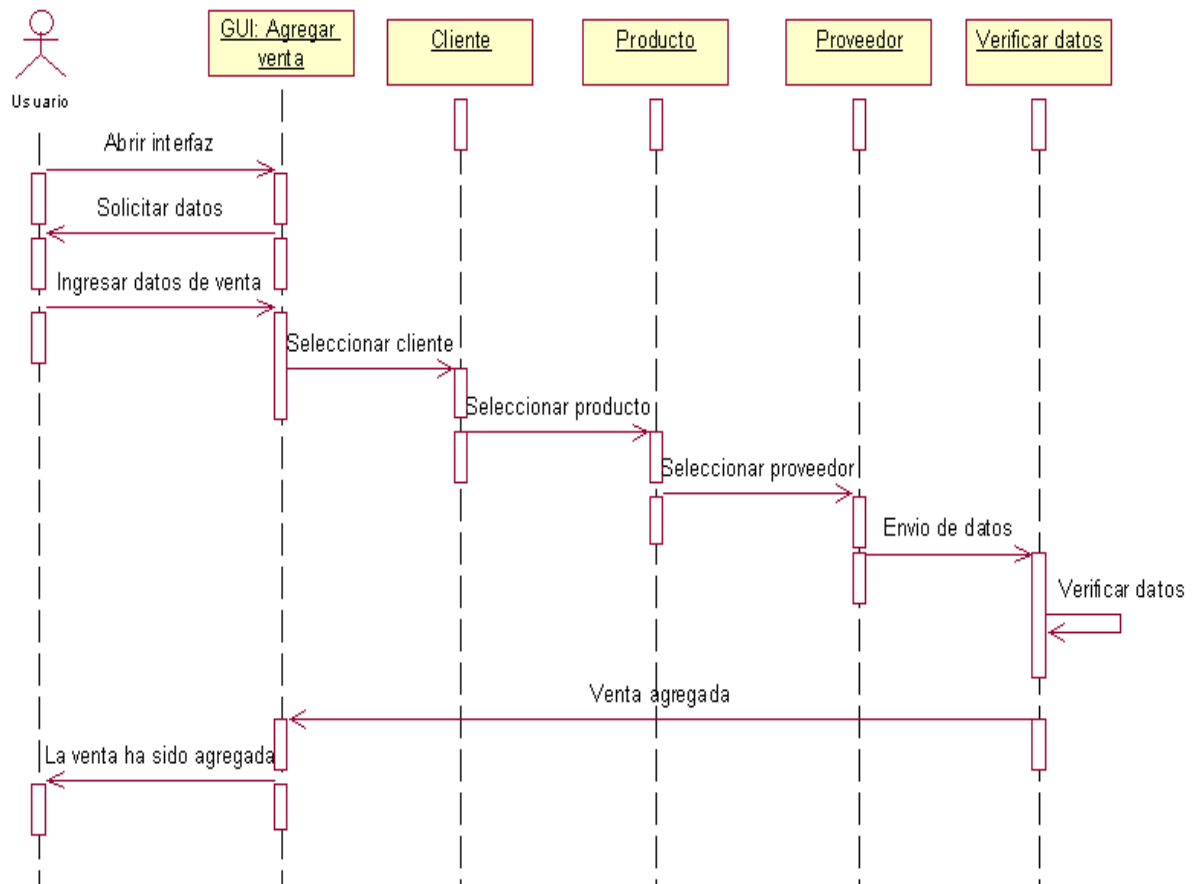 GUI: Agregar
venta
Cliente
Producto
Proveedor
Verificar datos
Usuario
Abrir interfaz
Solicitar datos
Ingresar datos de venta
Seleccionar cliente
Seleccionar producto
Seleccionar proveedor
Envio de datos
Verificar datos
Venta agregada
La venta ha sido agregada